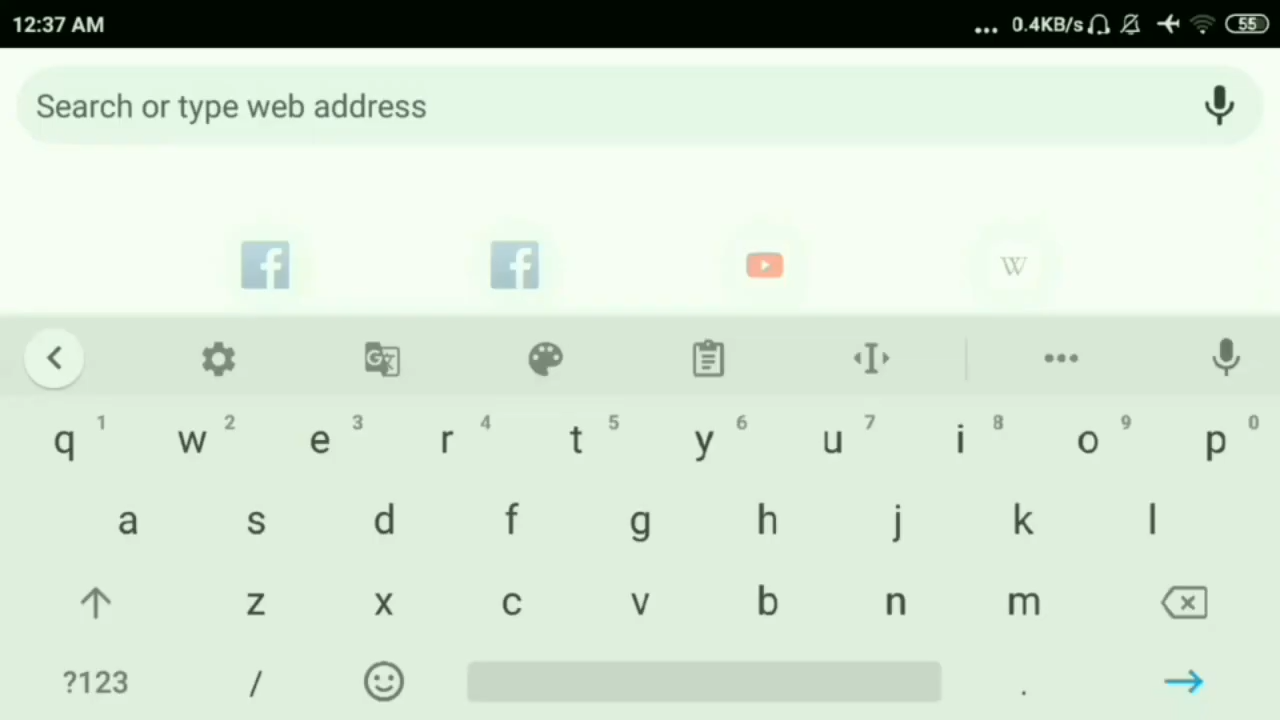 12:37 AM ... 0.4KB/s 55
Search or type web address
f f W
G
q 1 w 2 e 3 r 4 t 5 y 6 u 7 i 8 o 9 p 0
a s d f g h j k l
z x c v b n m
?123 / .